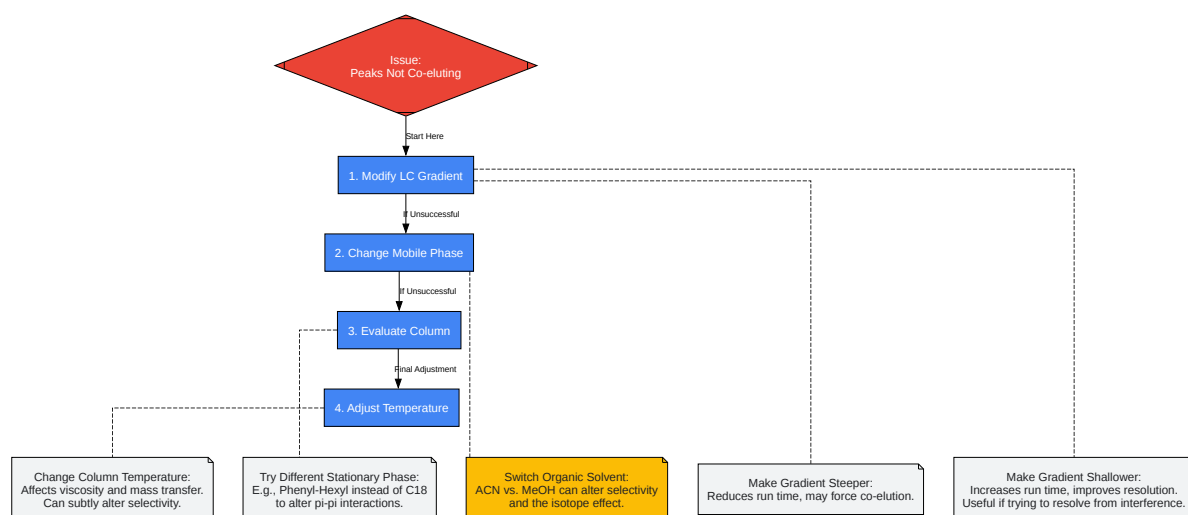 Issue:
Peaks Not Co-eluting
Start Here
1. Modify LC Gradient
If Unsuccessful
2. Change Mobile Phase
If Unsuccessful
3. Evaluate Column
Final Adjustment
4. Adjust Temperature
Change Column Temperature:
Affects viscosity and mass transfer.
Can subtly alter selectivity.
Try Different Stationary Phase:
E.g., Phenyl-Hexyl instead of C18
to alter pi-pi interactions.
Switch Organic Solvent:
ACN vs. MeOH can alter selectivity
and the isotope effect.
Make Gradient Steeper:
Reduces run time, may force co-elution.
Make Gradient Shallower:
Increases run time, improves resolution.
Useful if trying to resolve from interference.